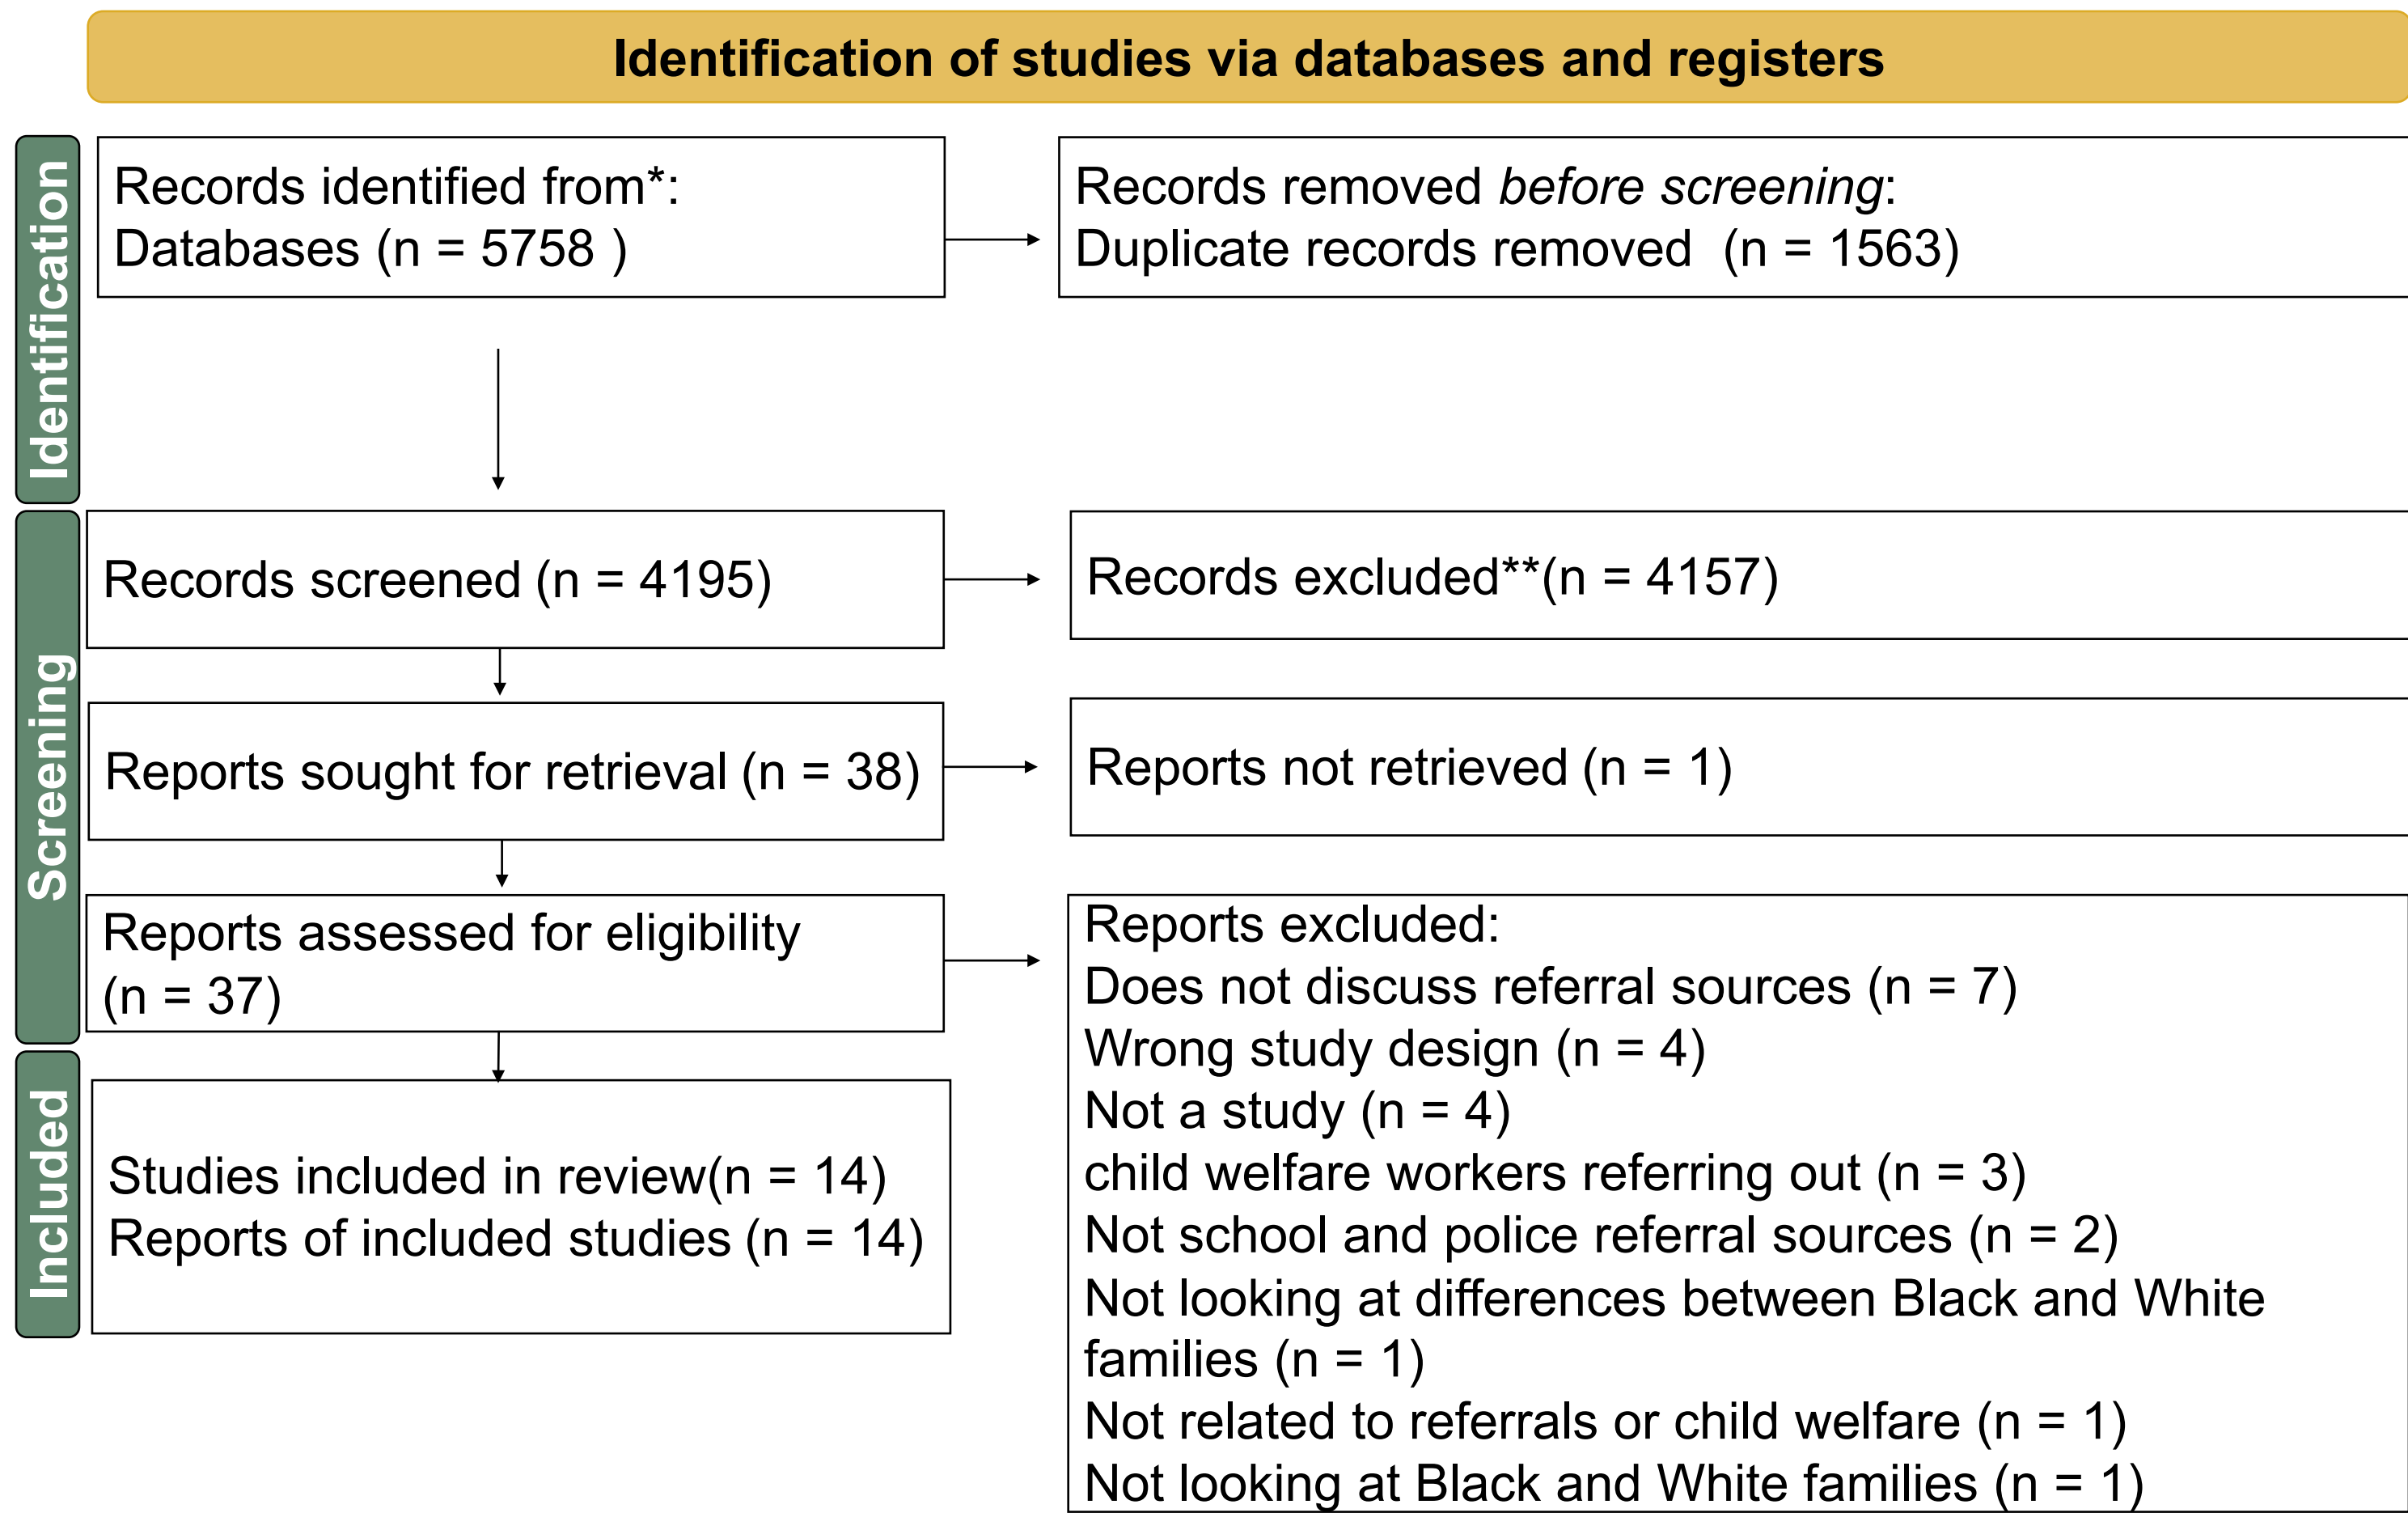 Identification of studies via databases and registers
Identification
Records identified from*:
Databases (n = 5758 )
Records removed before screening:
Duplicate records removed  (n = 1563)
Screening
Records screened (n = 4195)
Records excluded**(n = 4157)
Reports sought for retrieval (n = 38)
Reports not retrieved (n = 1)
Reports assessed for eligibility
(n = 37)
Reports excluded:
Does not discuss referral sources (n = 7)
Wrong study design (n = 4)
Not a study (n = 4)
child welfare workers referring out (n = 3)
Not school and police referral sources (n = 2)
Not looking at differences between Black and White
families (n = 1)
Not related to referrals or child welfare (n = 1)
Not looking at Black and White families (n = 1)
Included
Studies included in review(n = 14)
Reports of included studies (n = 14)